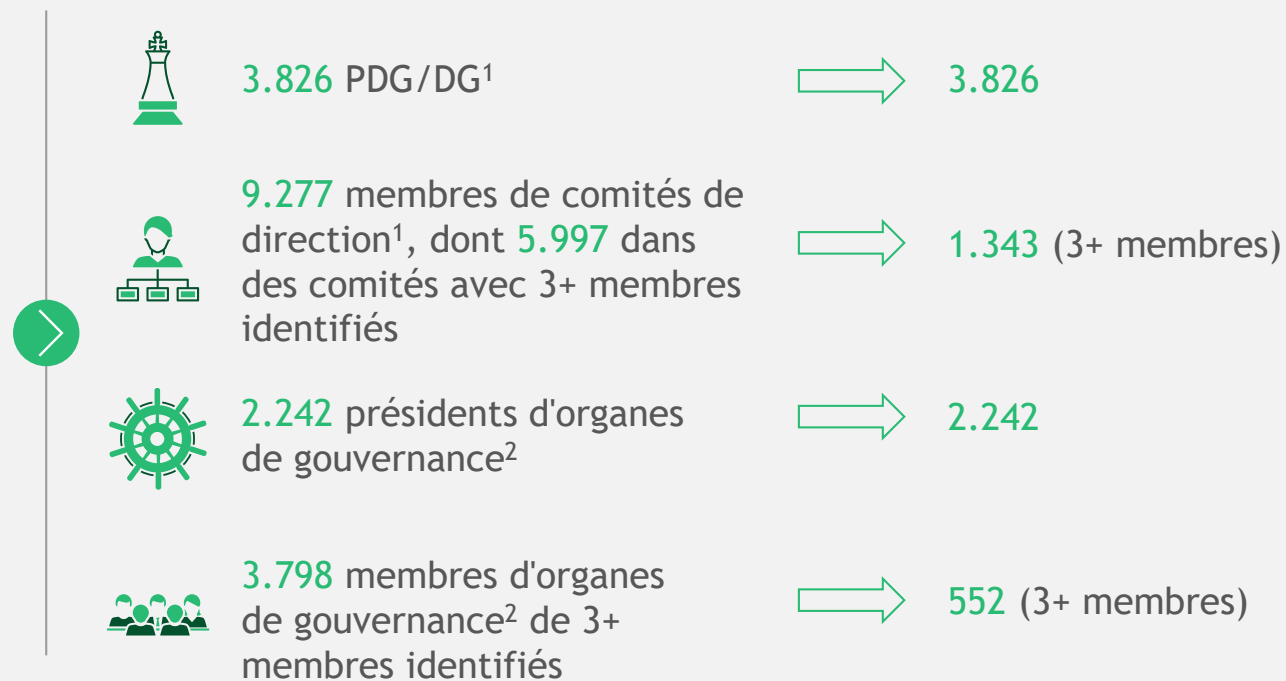 3.826 PDG/DG¹
3.826
9.277 membres de comités de
direction¹, dont 5.997 dans
des comités avec 3+ membres
identifiés
1.343 (3+ membres)
2.242 présidents d'organes
de gouvernance²
2.242
3.798 membres d'organes
de gouvernance² de 3+
membres identifiés
552 (3+ membres)